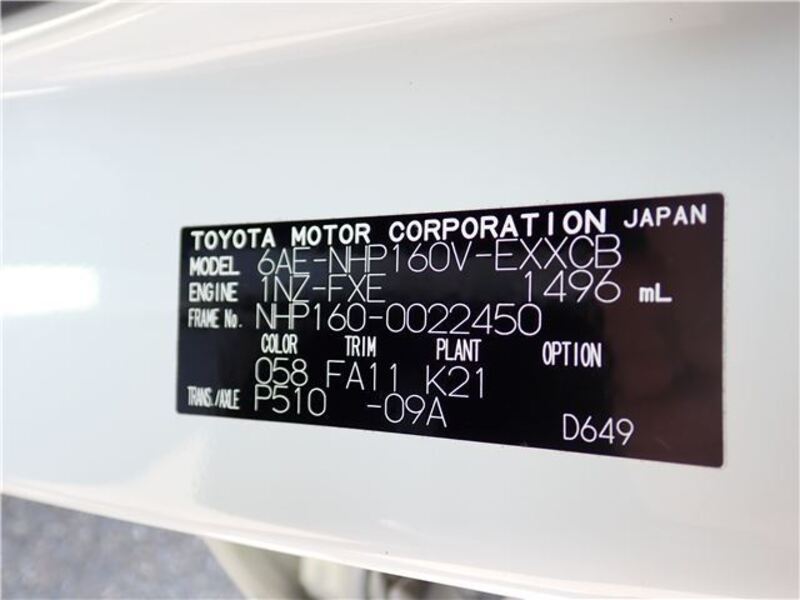 TOYOTA MOTOR CORPORATION JAPAN
MODEL 6AE-NHP160V-EXXCB
ENGINE 1NZ-FXE 1496 mL
FRAME No. NHP160-0022450
COLOR TRIM PLANT OPTION
058 FA11 K21
TRANS./AXLE P510 -09A D649